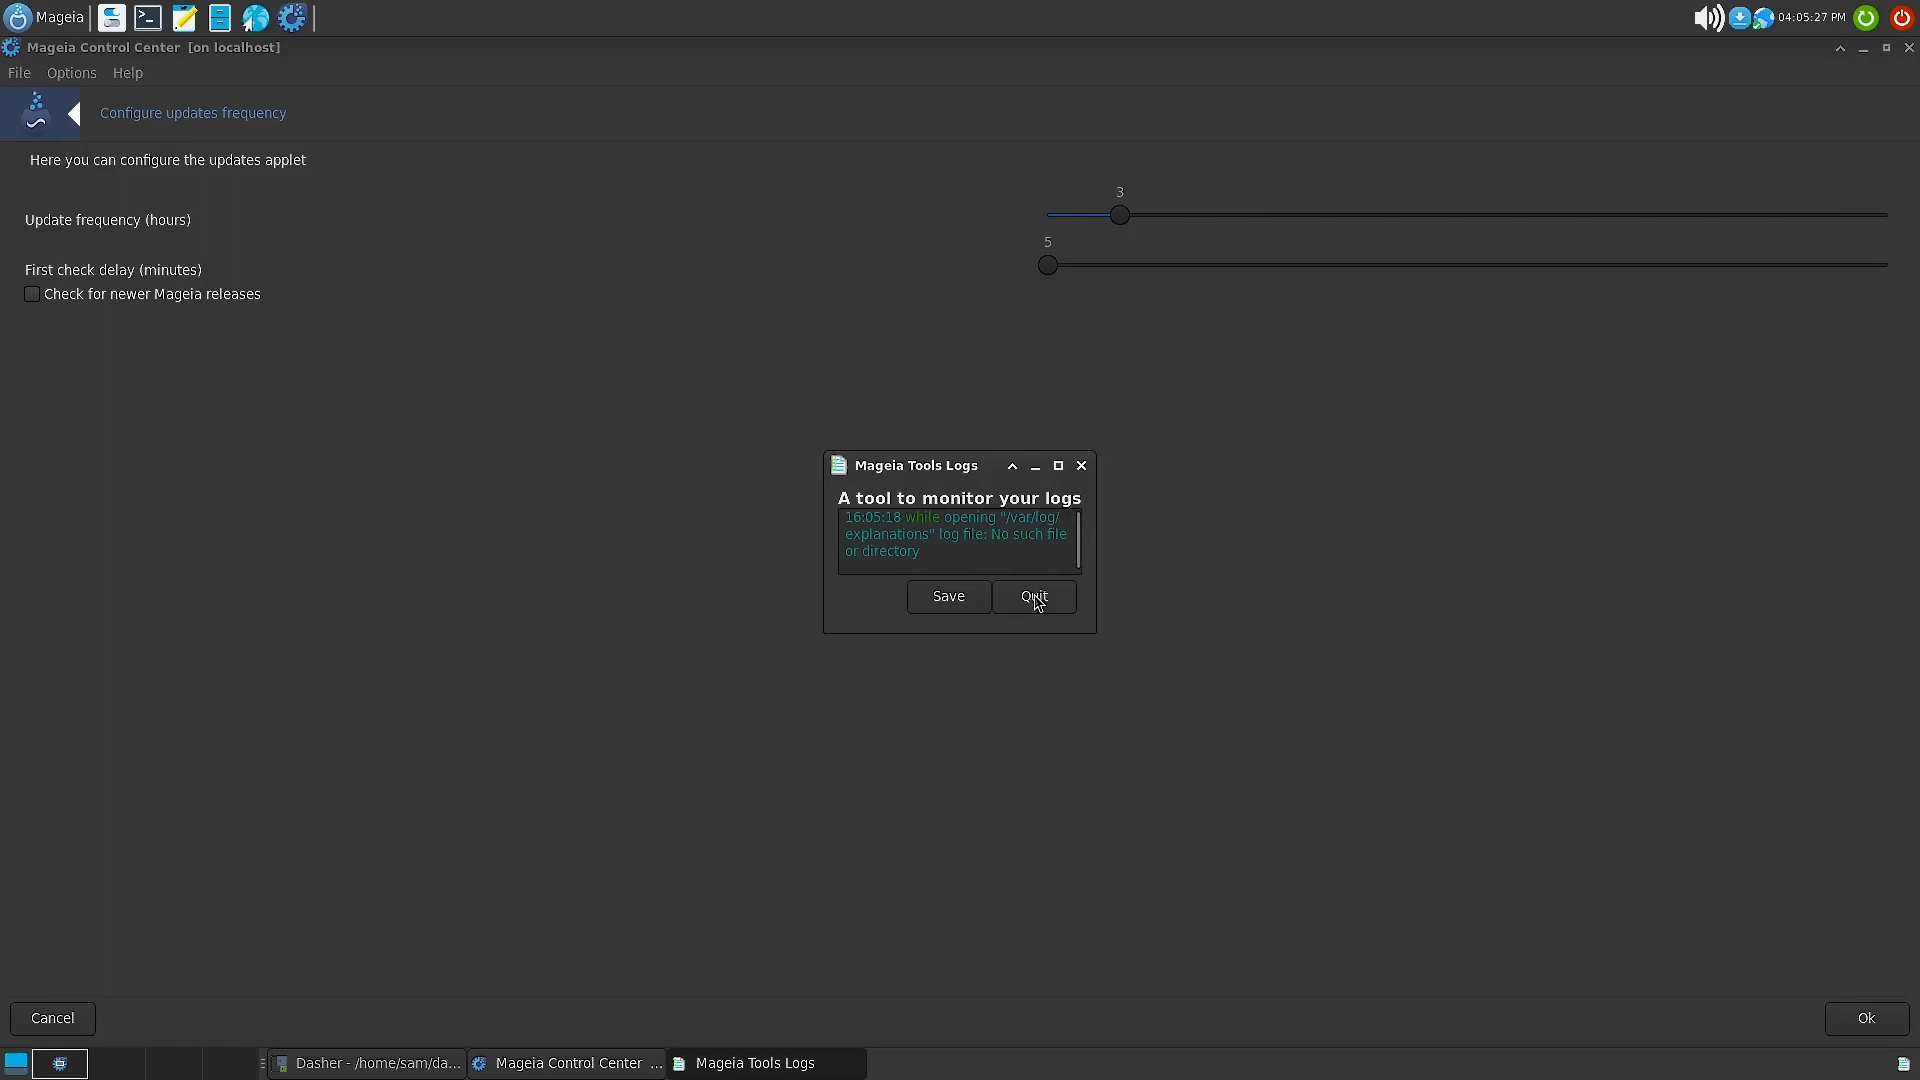 Mageia
04:05:27 PM
Mageia Control Center  [on localhost]
File Options Help
Configure updates frequency
Here you can configure the updates applet
3
Update frequency (hours)
5
First check delay (minutes)
Check for newer Mageia releases
Mageia Tools Logs
A tool to monitor your logs
16:05:18 while opening "/var/log/
explanations" log file: No such file
or directory
Save Quit
Cancel Ok
Dasher - /home/sam/da... Mageia Control Center  ... Mageia Tools Logs